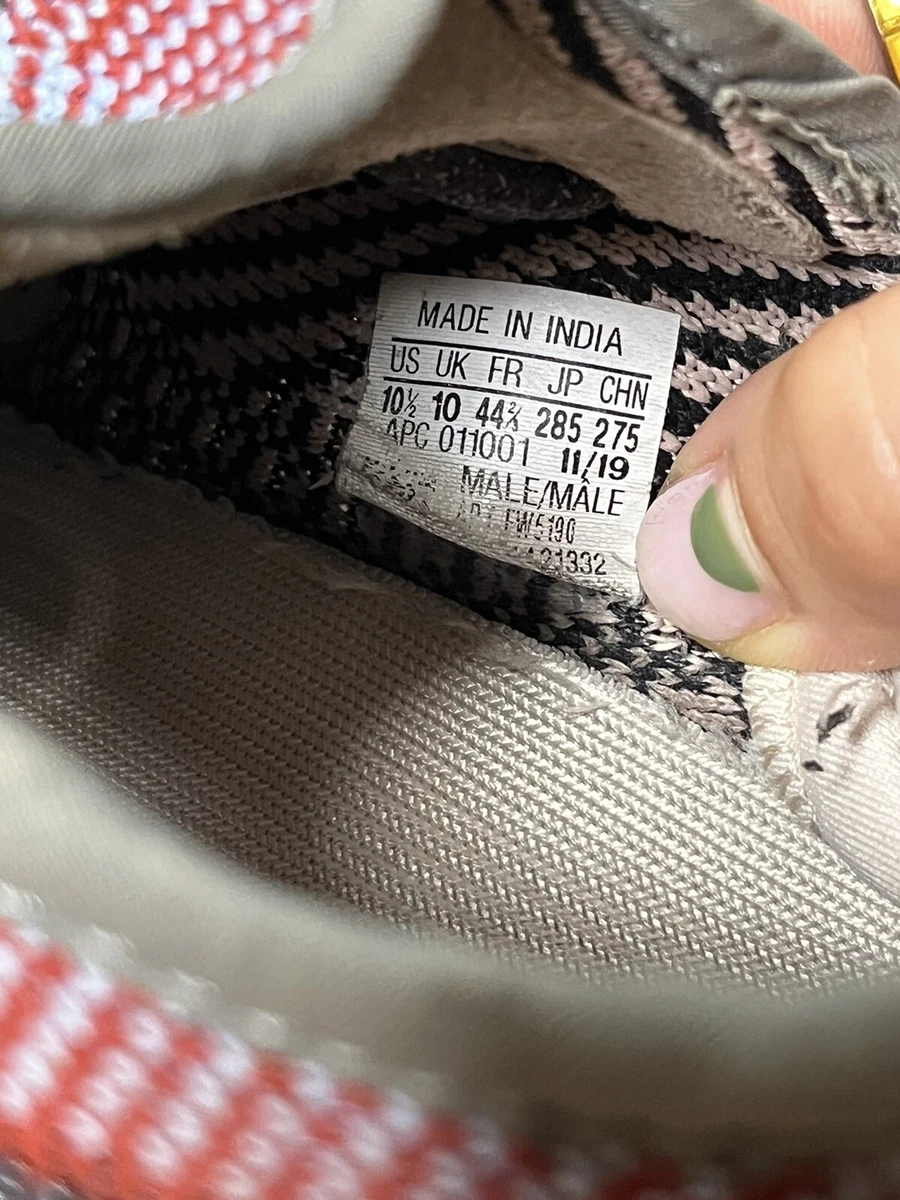 MADE IN INDIA
US UK FR JP CHN
10½ 10 44⅔ 285 275
APC 011001 11/19
MALE/MÂLE
FW5190